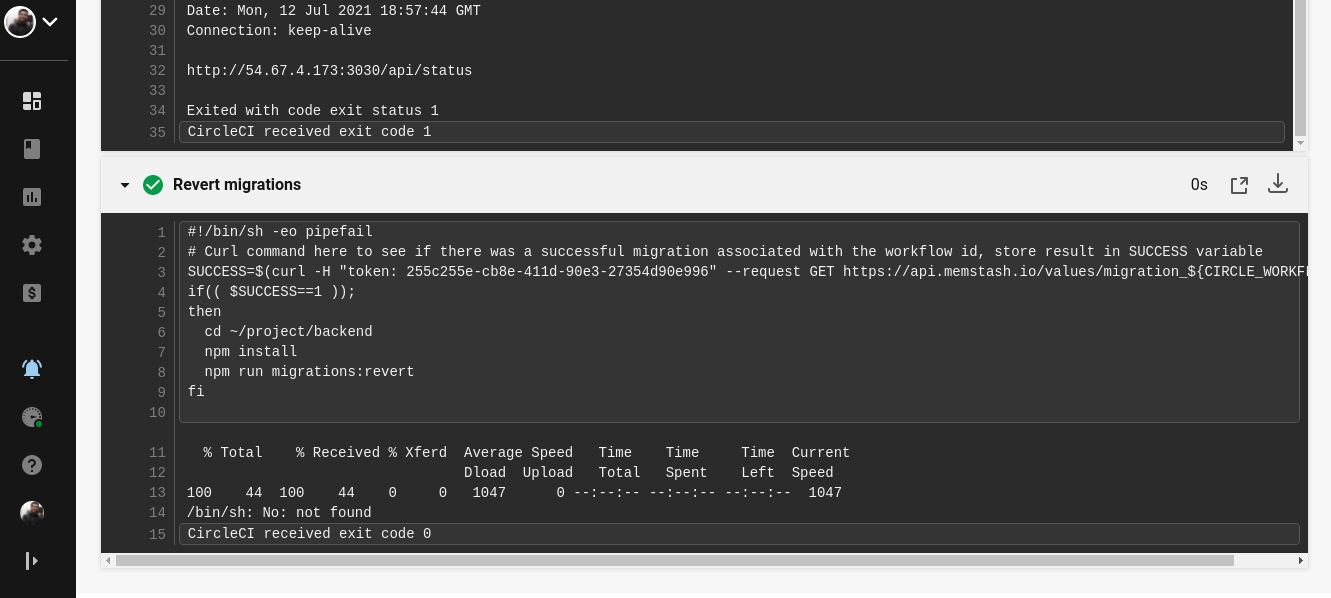 29 Date: Mon, 12 Jul 2021 18:57:44 GMT
30 Connection: keep-alive
31
32 http://54.67.4.173:3030/api/status
33
34 Exited with code exit status 1
35 CircleCI received exit code 1
Revert migrations 0s
1 #!/bin/sh -eo pipefail
2 # Curl command here to see if there was a successful migration associated with the workflow id, store result in SUCCESS variable
3 SUCCESS=$(curl -H "token: 255c255e-cb8e-411d-90e3-27354d90e996" --request GET https://api.memstash.io/values/migration_${CIRCLE_WORKFL
4 if(( $SUCCESS==1 ));
5 then
6   cd ~/project/backend
7   npm install
8   npm run migrations:revert
9 fi
10
11   % Total    % Received % Xferd  Average Speed   Time    Time     Time  Current
12                                  Dload  Upload   Total   Spent    Left  Speed
13 100    44  100    44    0     0   1047      0 --:--:-- --:--:-- --:--:--  1047
14 /bin/sh: No: not found
15 CircleCI received exit code 0